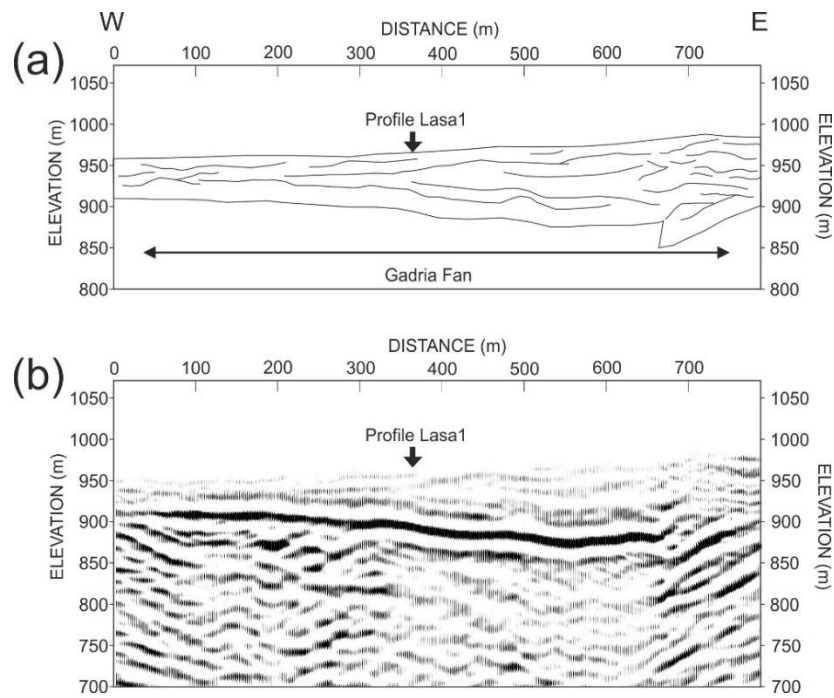 W DISTANCE (m) E
(a)
0 100 200 300 400 500 600 700
1050 1050
1000 1000
950 950
900 900
850 850
800 800
ELEVATION (m)
ELEVATION (m)
Profile Lasa1
Gadria Fan
DISTANCE (m)
(b)
0 100 200 300 400 500 600 700
1050 1050
1000 1000
950 950
900 900
850 850
800 800
750 750
700 700
ELEVATION (m)
ELEVATION (m)
Profile Lasa1